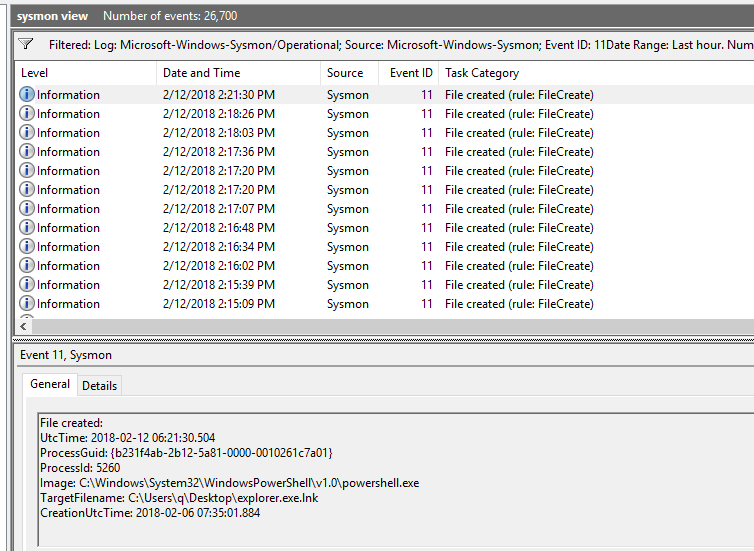 sysmon view Number of events: 26,700
Filtered: Log: Microsoft-Windows-Sysmon/Operational; Source: Microsoft-Windows-Sysmon; Event ID: 11Date Range: Last hour. Num
Level Date and Time Source Event ID Task Category
Information 2/12/2018 2:21:30 PM Sysmon 11 File created (rule: FileCreate)
Information 2/12/2018 2:18:26 PM Sysmon 11 File created (rule: FileCreate)
Information 2/12/2018 2:18:03 PM Sysmon 11 File created (rule: FileCreate)
Information 2/12/2018 2:17:36 PM Sysmon 11 File created (rule: FileCreate)
Information 2/12/2018 2:17:20 PM Sysmon 11 File created (rule: FileCreate)
Information 2/12/2018 2:17:20 PM Sysmon 11 File created (rule: FileCreate)
Information 2/12/2018 2:17:07 PM Sysmon 11 File created (rule: FileCreate)
Information 2/12/2018 2:16:48 PM Sysmon 11 File created (rule: FileCreate)
Information 2/12/2018 2:16:34 PM Sysmon 11 File created (rule: FileCreate)
Information 2/12/2018 2:16:02 PM Sysmon 11 File created (rule: FileCreate)
Information 2/12/2018 2:15:39 PM Sysmon 11 File created (rule: FileCreate)
Information 2/12/2018 2:15:09 PM Sysmon 11 File created (rule: FileCreate)
Event 11, Sysmon
General Details
File created:
UtcTime: 2018-02-12 06:21:30.504
ProcessGuid: {b231f4ab-2b12-5a81-0000-0010261c7a01}
ProcessId: 5260
Image: C:\Windows\System32\WindowsPowerShell\v1.0\powershell.exe
TargetFilename: C:\Users\q\Desktop\explorer.exe.lnk
CreationUtcTime: 2018-02-06 07:35:01.884